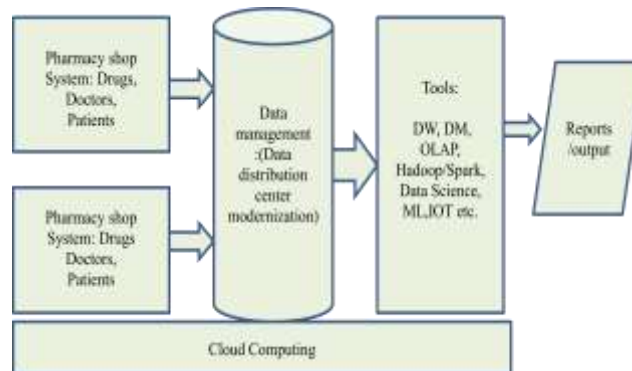 Pharmacy shop
System: Drugs,
Doctors,
Patients
Pharmacy shop
System: Drugs
Doctors,
Patients
Data
management
:(Data
distribution
center
modernization)
Tools:
DW, DM,
OLAP,
Hadoop/Spark,
Data Science,
ML,IOT etc.
Reports
/output
Cloud Computing